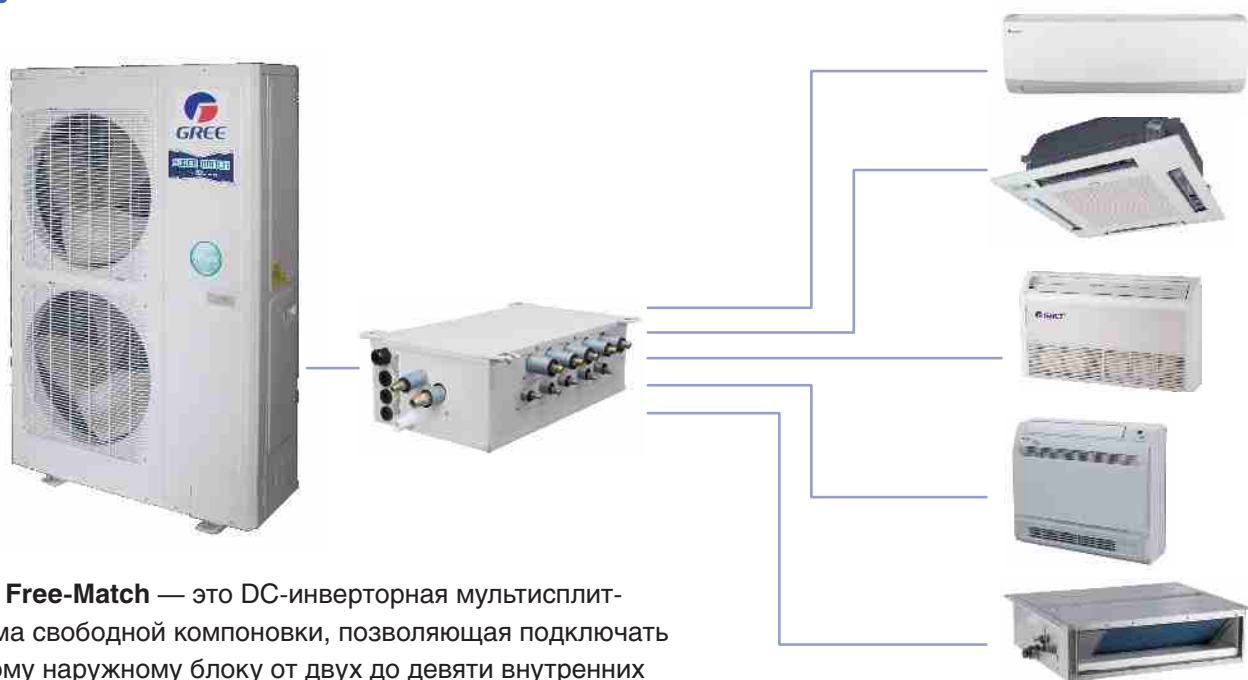 GREE
Free-Match — это DC-инверторная мультисплит-
ма свободной компоновки, позволяющая подключать
ому наружному блоку от двух до девяти внутренних